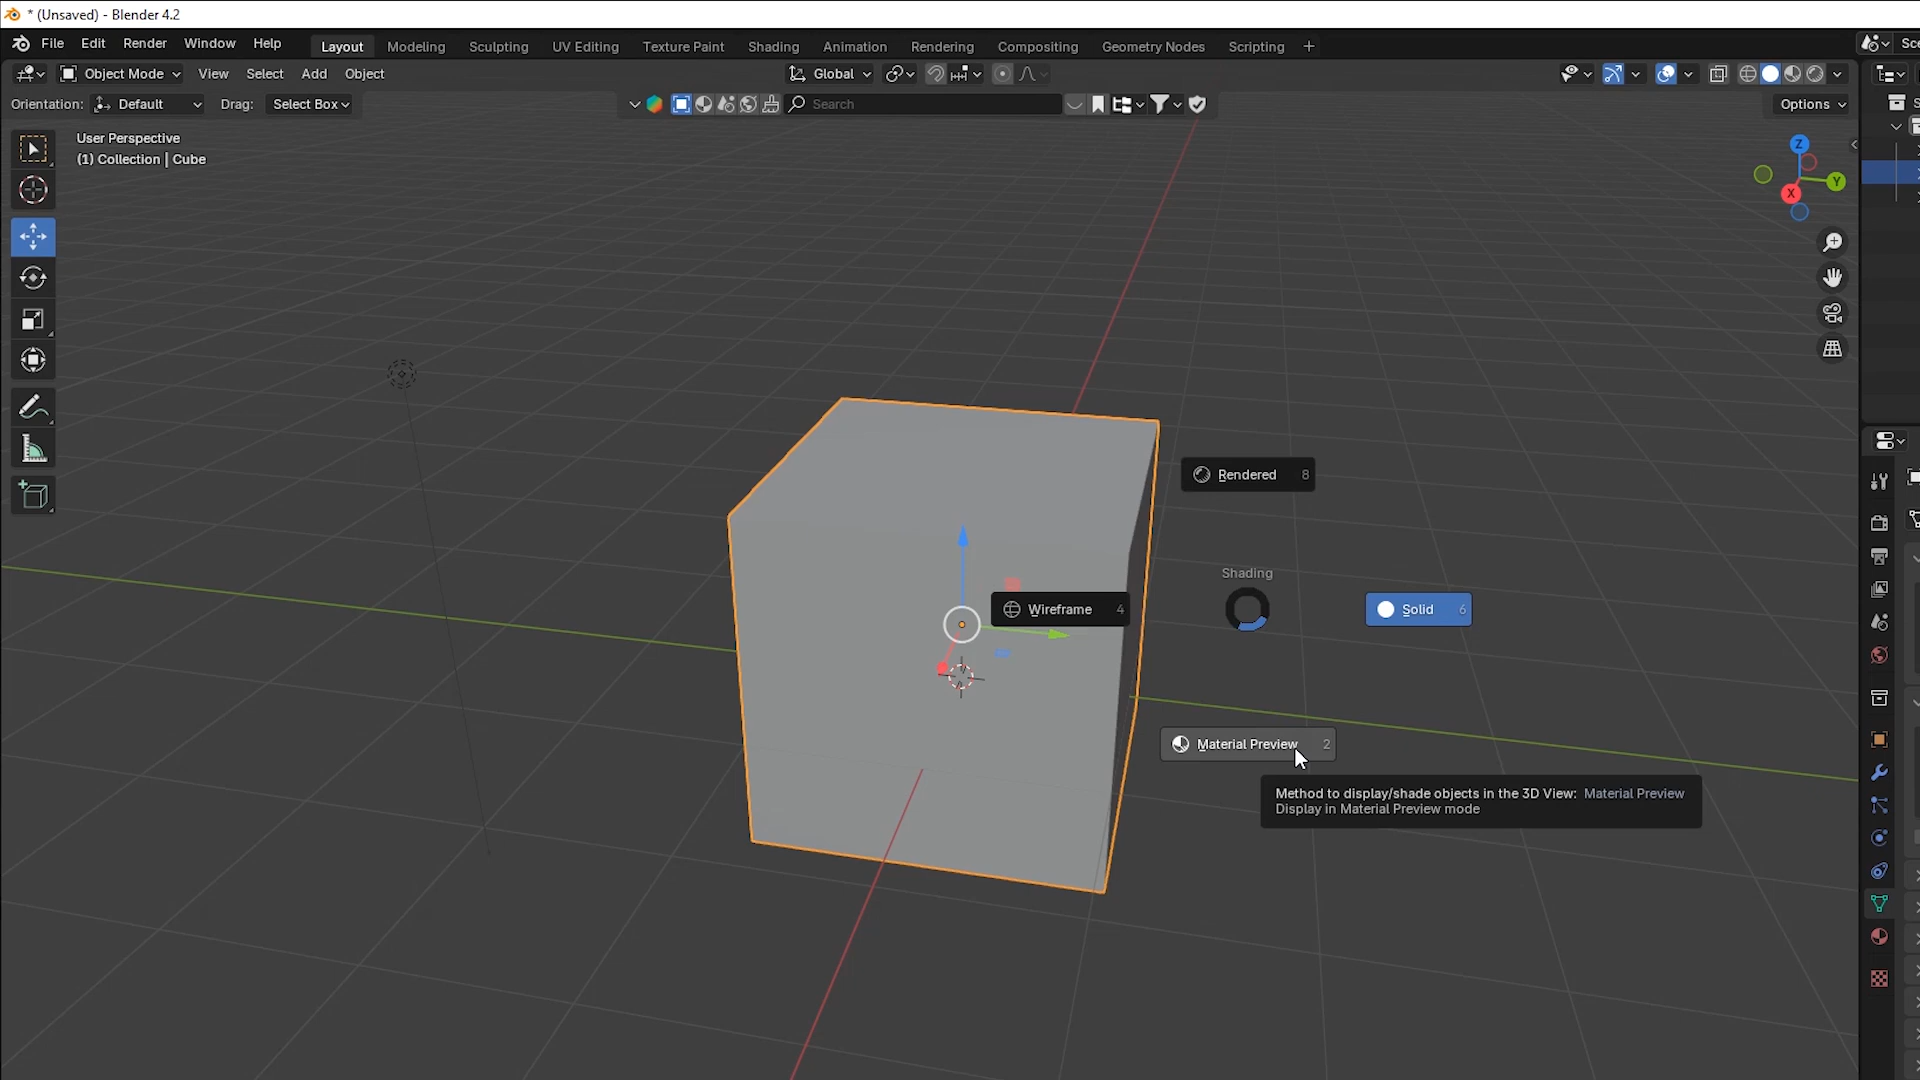 * (Unsaved) - Blender 4.2
File Edit Render Window Help Layout Modeling Sculpting UV Editing Texture Paint Shading Animation Rendering Compositing Geometry Nodes Scripting +
Object Mode View Select Add Object Global
Orientation: Default Drag: Select Box Search Options
User Perspective
(1) Collection | Cube
Z
Y
X
Rendered 8
Shading
Wireframe 4
Solid 6
Material Preview 2
Method to display/shade objects in the 3D View: Material Preview
Display in Material Preview mode